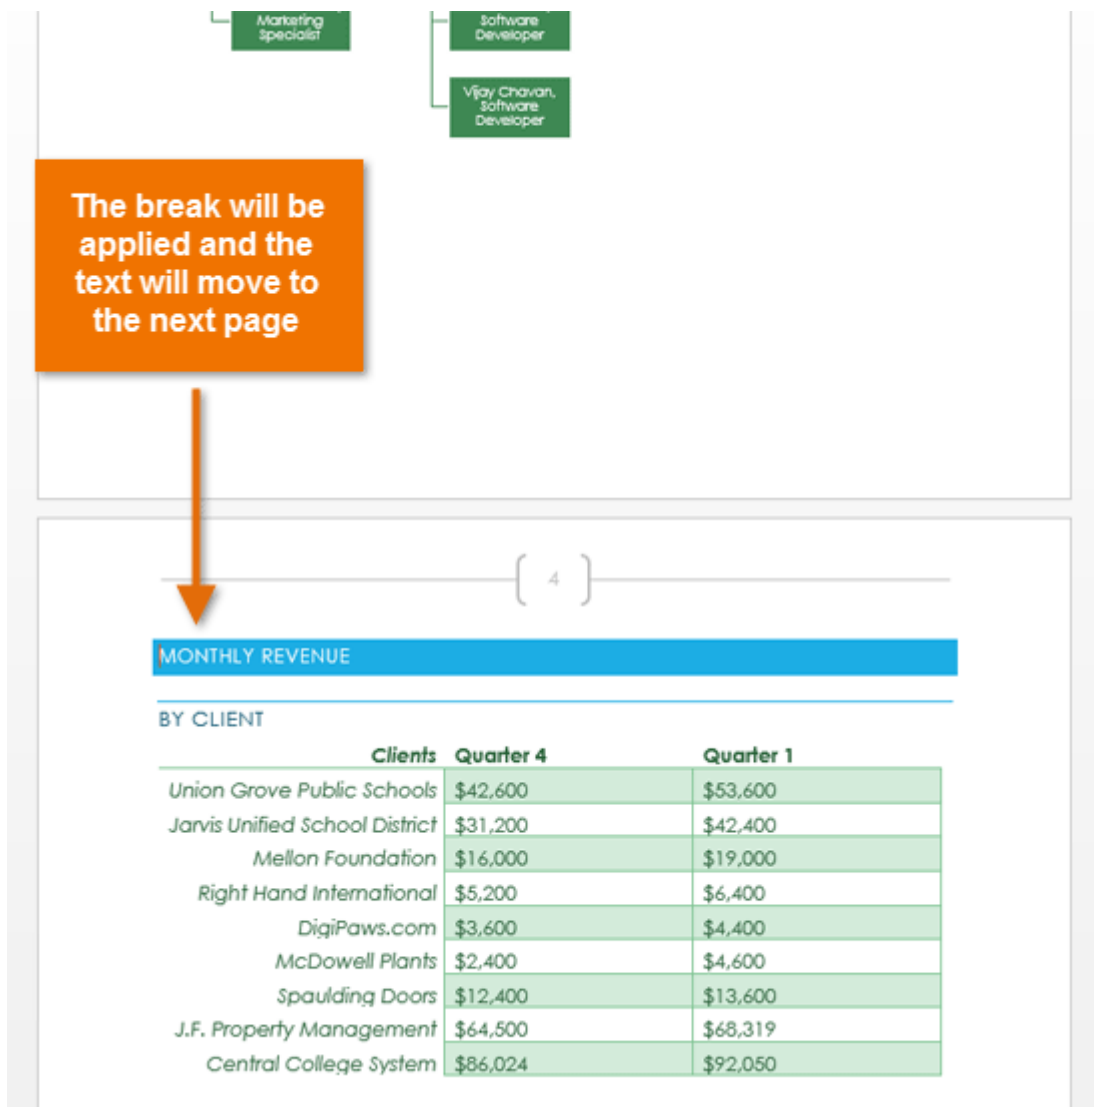 Marketing
Specialist
Software
Developer
Vijay Chavan,
Software
Developer
The break will be
applied and the
text will move to
the next page
4
MONTHLY REVENUE
BY CLIENT
Clients Quarter 4 Quarter 1
Union Grove Public Schools $42,600 $53,600
Jarvis Unified School District $31,200 $42,400
Mellon Foundation $16,000 $19,000
Right Hand International $5,200 $6,400
DigiPaws.com $3,600 $4,400
McDowell Plants $2,400 $4,600
Spaulding Doors $12,400 $13,600
J.F. Property Management $64,500 $68,319
Central College System $86,024 $92,050